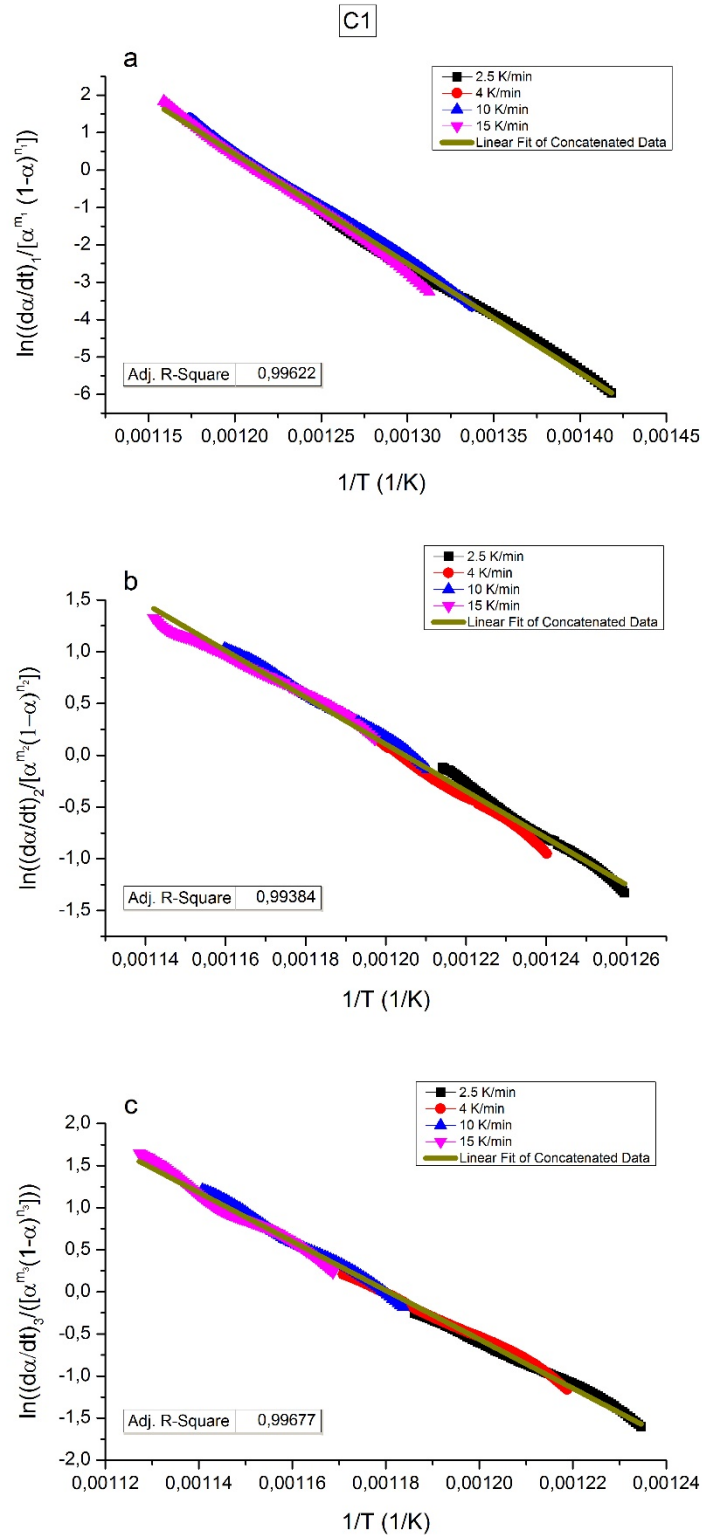 C1
a
2.5 K/min
4 K/min
10 K/min
15 K/min
Linear Fit of Concatenated Data
ln((dα/dt)₁/[α^m₁ (1-α)^n₁])
2
1
0
-1
-2
-3
-4
-5
-6
Adj. R-Square 0,99622
0,00115 0,00120 0,00125 0,00130 0,00135 0,00140 0,00145
1/T (1/K)
b
2.5 K/min
4 K/min
10 K/min
15 K/min
Linear Fit of Concatenated Data
ln((dα/dt)₂/[α^m₂(1−α)^n₂])
1,5
1,0
0,5
0,0
-0,5
-1,0
-1,5
Adj. R-Square 0,99384
0,00114 0,00116 0,00118 0,00120 0,00122 0,00124 0,00126
1/T (1/K)
c
2.5 K/min
4 K/min
10 K/min
15 K/min
Linear Fit of Concatenated Data
ln((dα/dt)₃/([α^m₃(1-α)^n₃]))
2,0
1,5
1,0
0,5
0,0
-0,5
-1,0
-1,5
-2,0
Adj. R-Square 0,99677
0,00112 0,00114 0,00116 0,00118 0,00120 0,00122 0,00124
1/T (1/K)